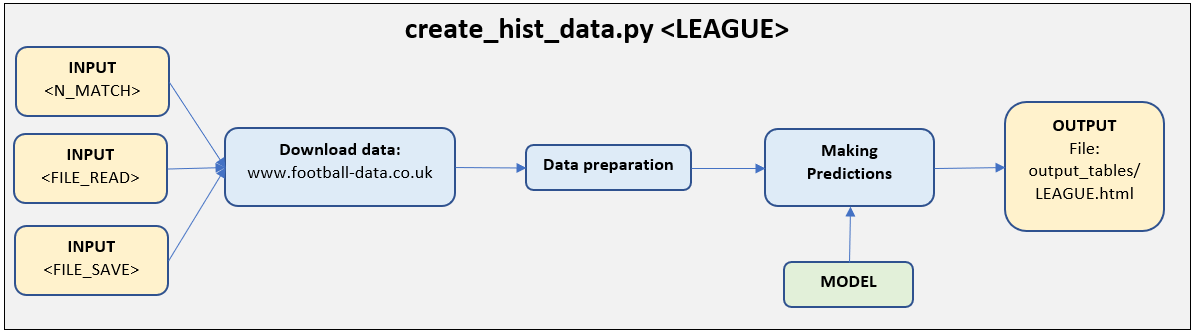 create_hist_data.py <LEAGUE>
INPUT
<N_MATCH>
INPUT
<FILE_READ>
INPUT
<FILE_SAVE>
Download data:
www.football-data.co.uk
Data preparation
Making
Predictions
MODEL
OUTPUT
File:
output_tables/
LEAGUE.html